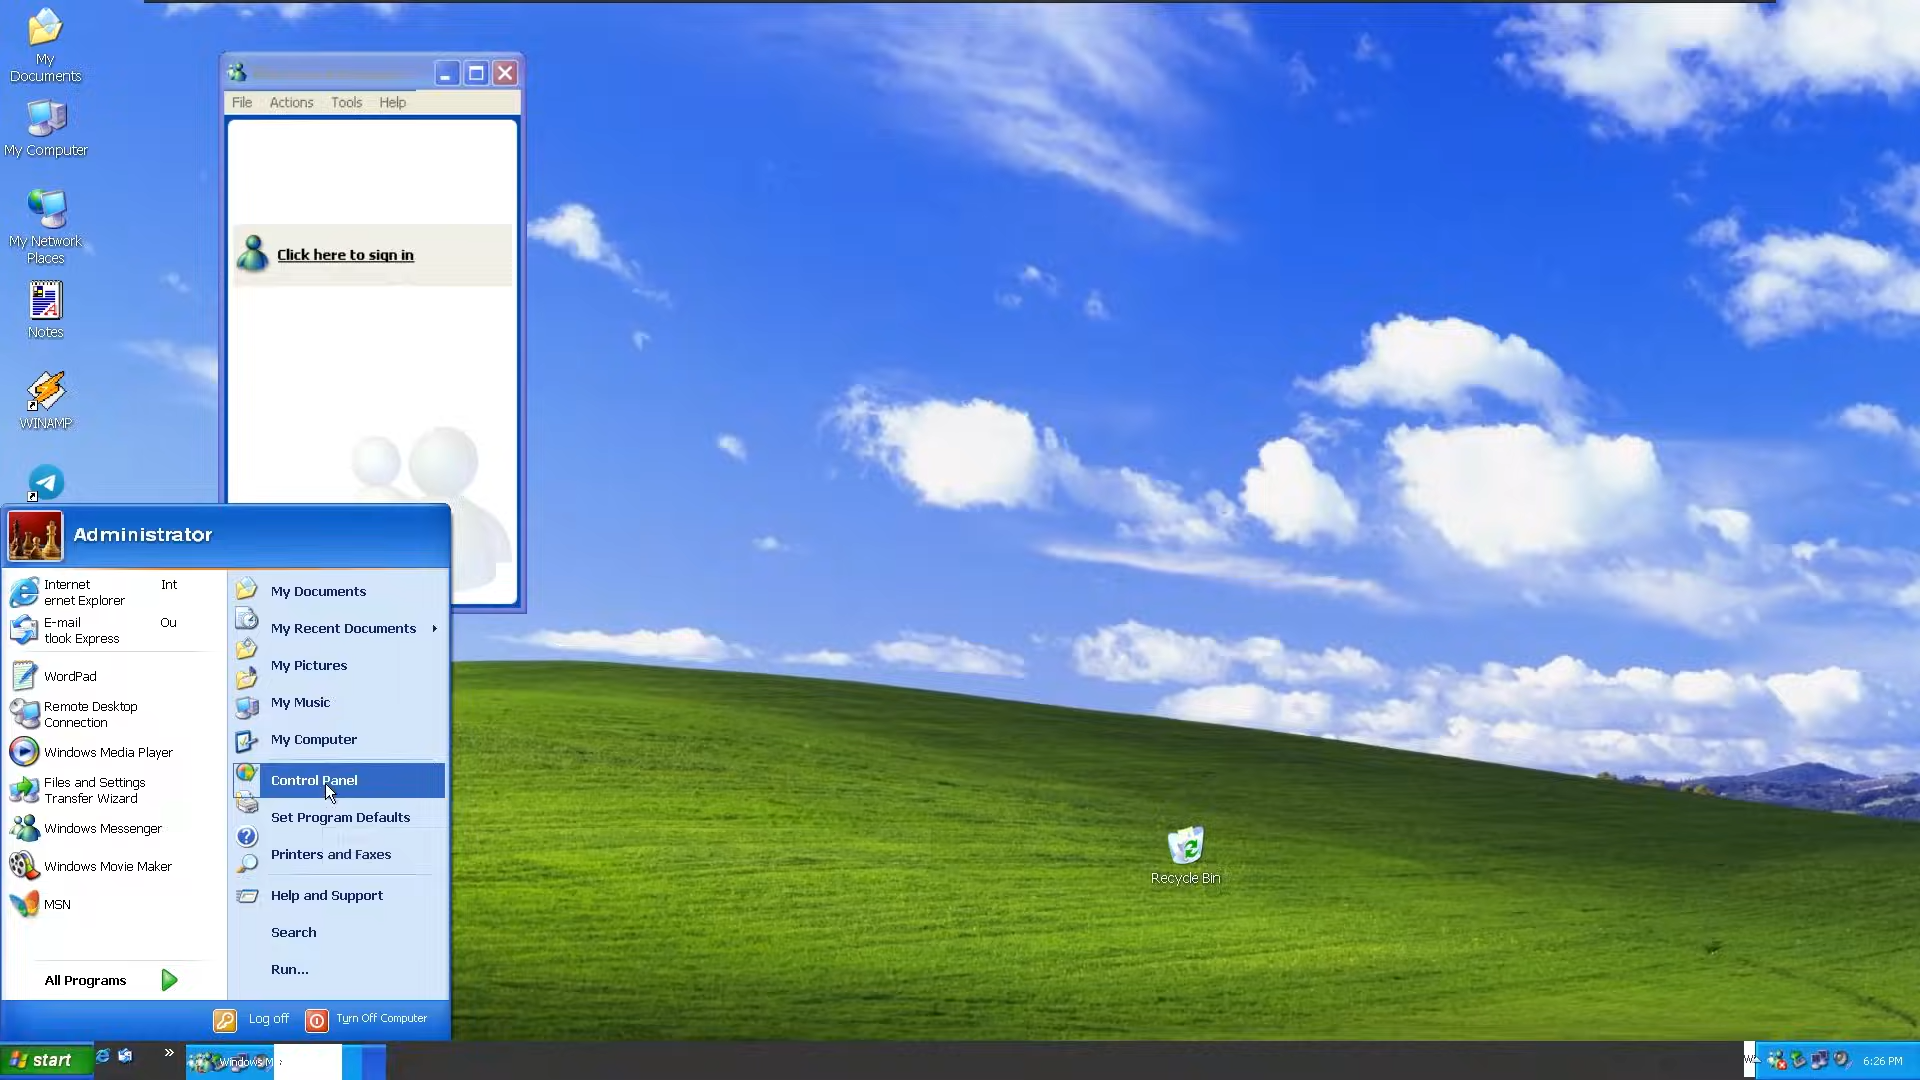 My
Documents
My Computer
My Network
Places
Notes
WINAMP
File Actions Tools Help
Click here to sign in
Administrator
Internet Int
ernet Explorer
E-mail Ou
tlook Express
WordPad
Remote Desktop
Connection
Windows Media Player
Files and Settings
Transfer Wizard
Windows Messenger
Windows Movie Maker
MSN
All Programs
My Documents
My Recent Documents
My Pictures
My Music
My Computer
Control Panel
Set Program Defaults
Printers and Faxes
Help and Support
Search
Run...
Log off
Turn Off Computer
Recycle Bin
start
Windows M
6:26 PM